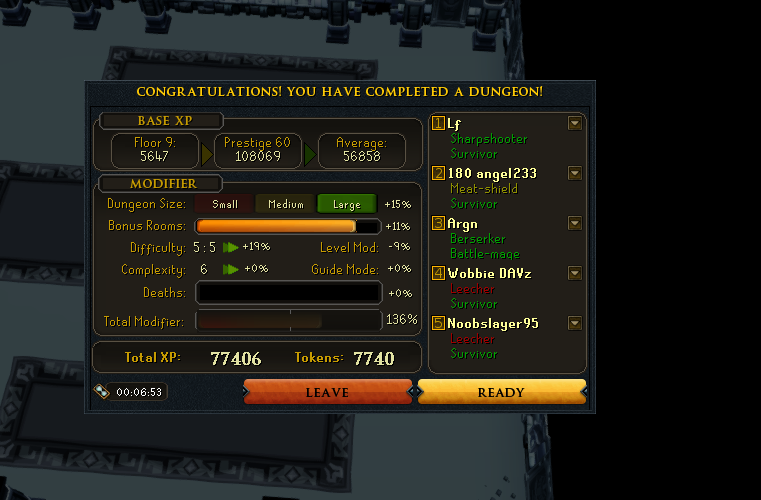 CONGRATULATIONS! YOU HAVE COMPLETED A DUNGEON!
BASE XP
Floor 9: 5647
Prestige 60 108069
Average: 56858
MODIFIER
Dungeon Size: Small Medium Large +15%
Bonus Rooms: +11%
Difficulty: 5 : 5 +19% Level Mod: -9%
Complexity: 6 +0% Guide Mode: +0%
Deaths: +0%
Total Modifier: 136%
Total XP: 77406 Tokens: 7740
00:06:53
LEAVE
READY
1 Lf
Sharpshooter
Survivor
2 180 angel233
Meat-shield
Survivor
3 Argn
Berserker
Battle-mage
4 Wobbie DAVz
Leecher
Survivor
5 Noobslayer95
Leecher
Survivor